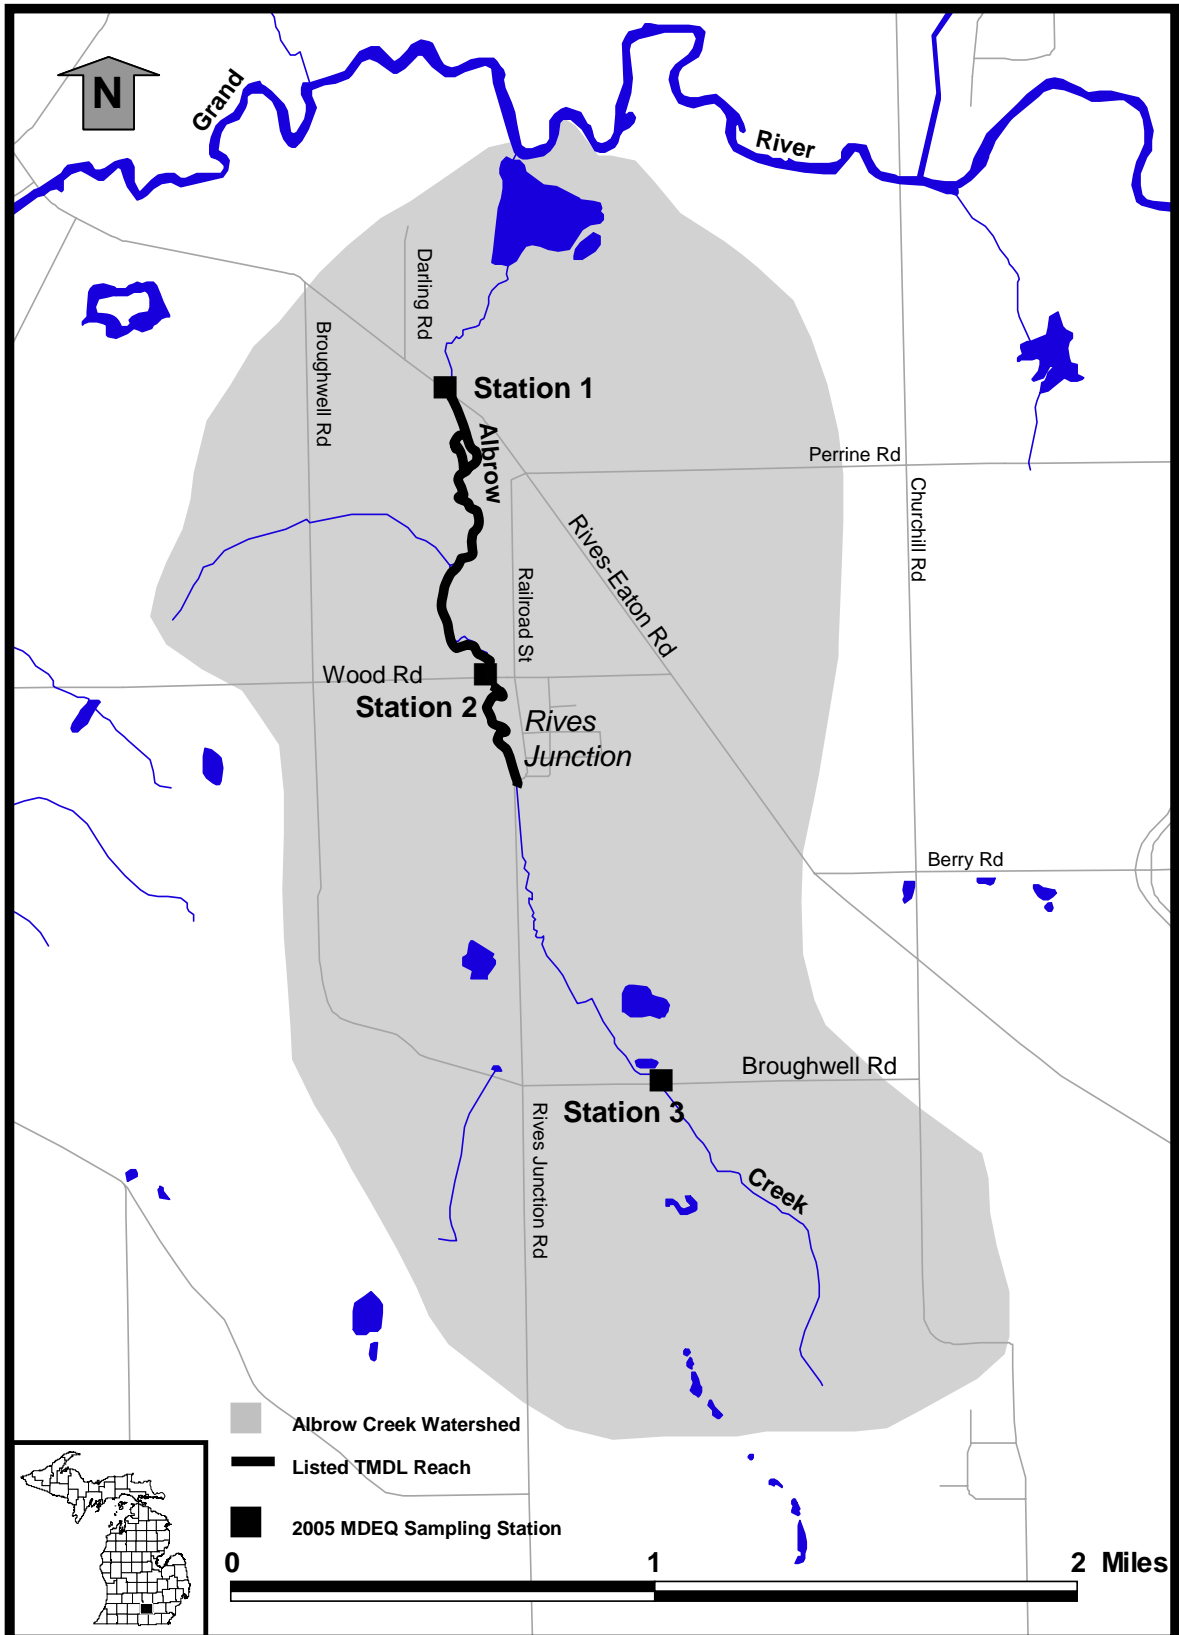 N
Grand
River
Darling Rd
Broughwell Rd
Station 1
Albrow
Perrine Rd
Churchill Rd
Rives-Eaton Rd
Railroad St
Wood Rd
Station 2
Rives
Junction
Berry Rd
Broughwell Rd
Station 3
Rives Junction Rd
Creek
Albrow Creek Watershed
Listed TMDL Reach
2005 MDEQ Sampling Station
0 1 2 Miles